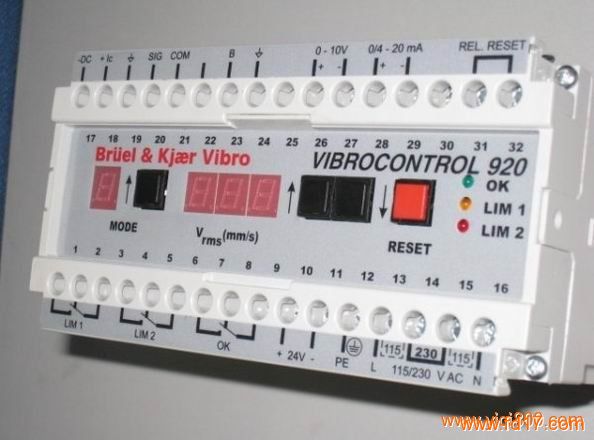 -DC +Ic SIG COM B 0 - 10V 0/4 - 20 mA REL. RESET
+ - + -
17 18 19 20 21 22 23 24 25 26 27 28 29 30 31 32
Brüel & Kjær Vibro VIBROCONTROL 920
OK
LIM 1
LIM 2
MODE Vrms(mm/s) RESET
1 2 3 4 5 6 7 8 9 10 11 12 13 14 15 16
LIM 1 LIM 2 OK + 24V - PE L 115 230 115 N
115/230 V AC
www.fd17.com